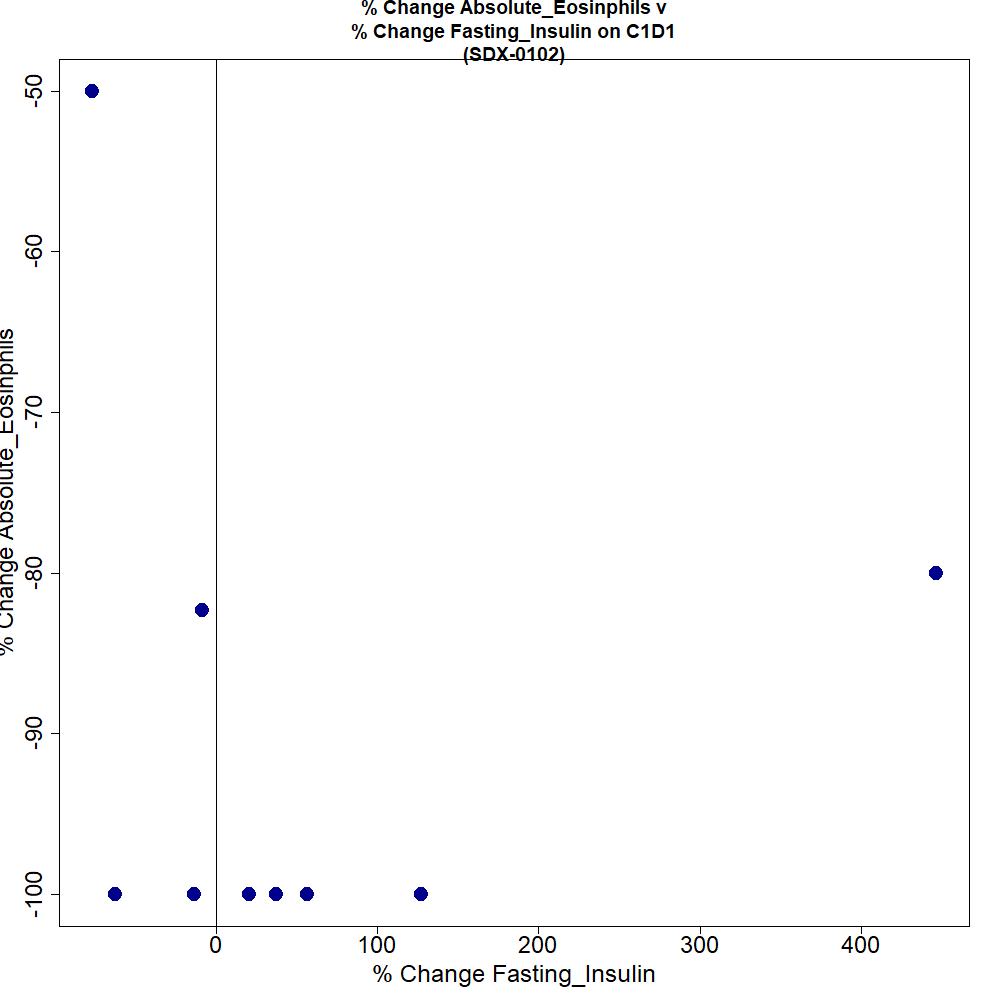 % Change Absolute_Eosinphils v
% Change Fasting_Insulin on C1D1
(SDX-0102)
% Change Absolute_Eosinphils
-50
-60
-70
-80
-90
-100
0
100
200
300
400
% Change Fasting_Insulin